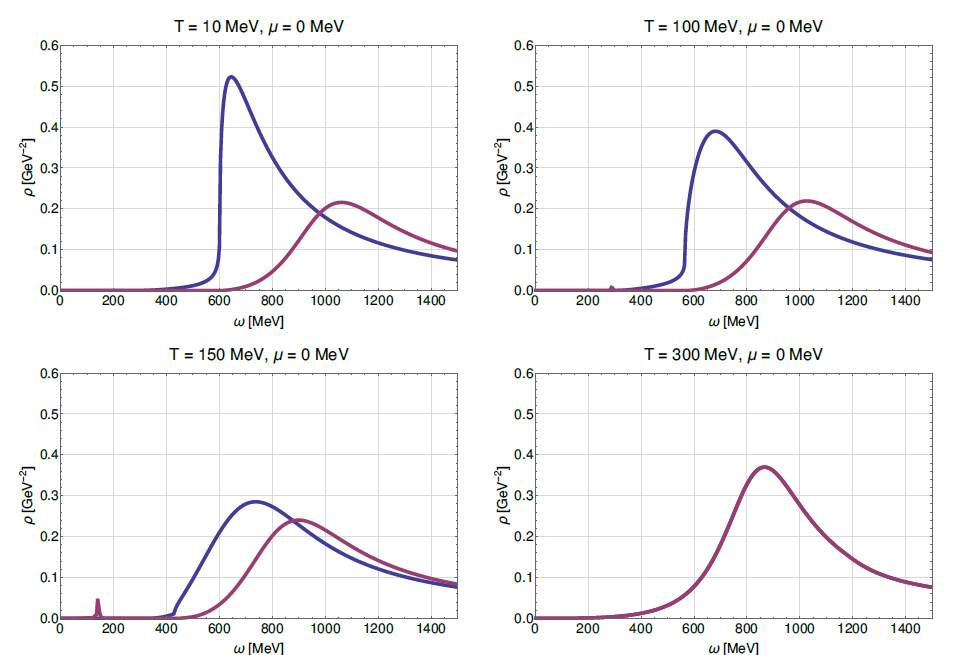 T = 10 MeV, μ = 0 MeV
0.6
0.5
0.4
0.3
0.2
0.1
0.0
ρ [GeV⁻²]
0 200 400 600 800 1000 1200 1400
ω [MeV]
T = 100 MeV, μ = 0 MeV
0.6
0.5
0.4
0.3
0.2
0.1
0.0
ρ [GeV⁻²]
0 200 400 600 800 1000 1200 1400
ω [MeV]
T = 150 MeV, μ = 0 MeV
0.6
0.5
0.4
0.3
0.2
0.1
0.0
ρ [GeV⁻²]
0 200 400 600 800 1000 1200 1400
ω [MeV]
T = 300 MeV, μ = 0 MeV
0.6
0.5
0.4
0.3
0.2
0.1
0.0
ρ [GeV⁻²]
0 200 400 600 800 1000 1200 1400
ω [MeV]